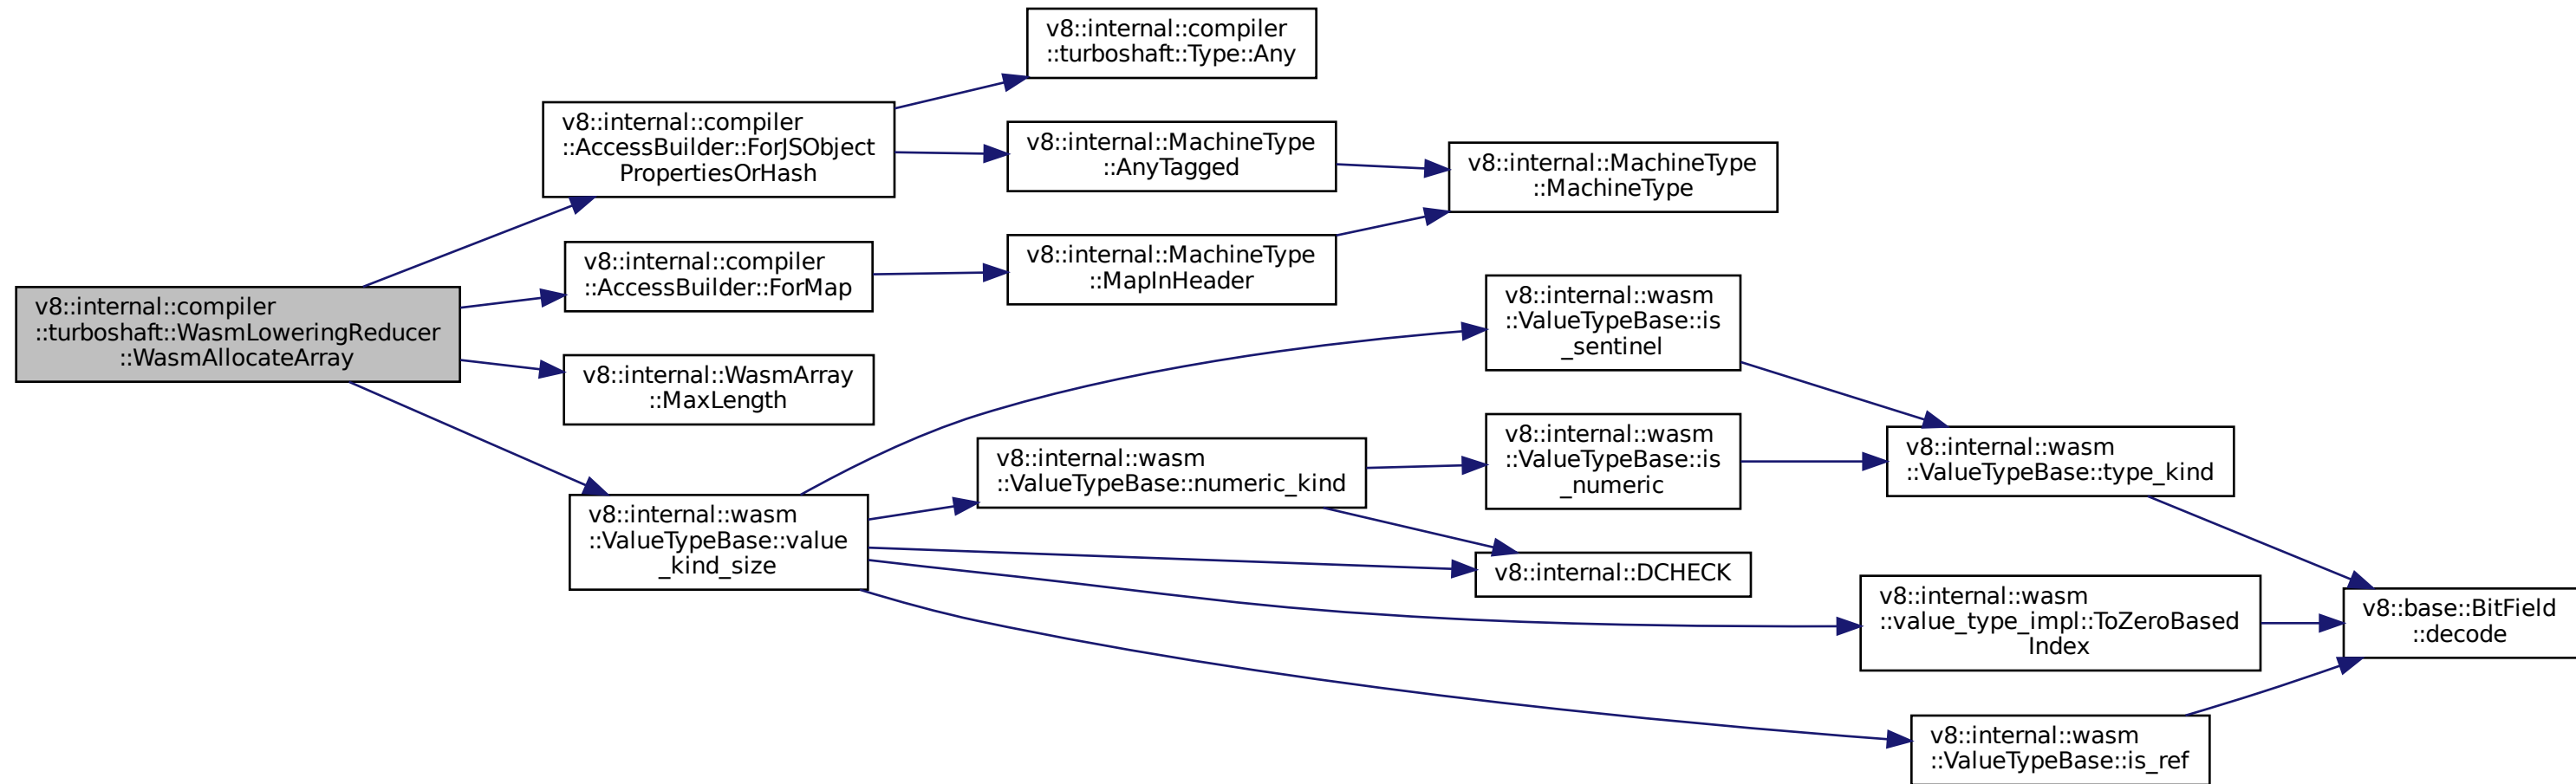 v8::internal::compiler
::turboshaft::WasmLoweringReducer
::WasmAllocateArray
v8::internal::compiler
::AccessBuilder::ForJSObject
PropertiesOrHash
v8::internal::compiler
::turboshaft::Type::Any
v8::internal::MachineType
::AnyTagged
v8::internal::MachineType
::MachineType
v8::internal::compiler
::AccessBuilder::ForMap
v8::internal::MachineType
::MapInHeader
v8::internal::WasmArray
::MaxLength
v8::internal::wasm
::ValueTypeBase::value
_kind_size
v8::internal::wasm
::ValueTypeBase::is
_sentinel
v8::internal::wasm
::ValueTypeBase::numeric_kind
v8::internal::wasm
::ValueTypeBase::is
_numeric
v8::internal::wasm
::ValueTypeBase::type_kind
v8::internal::DCHECK
v8::internal::wasm
::value_type_impl::ToZeroBased
Index
v8::base::BitField
::decode
v8::internal::wasm
::ValueTypeBase::is_ref